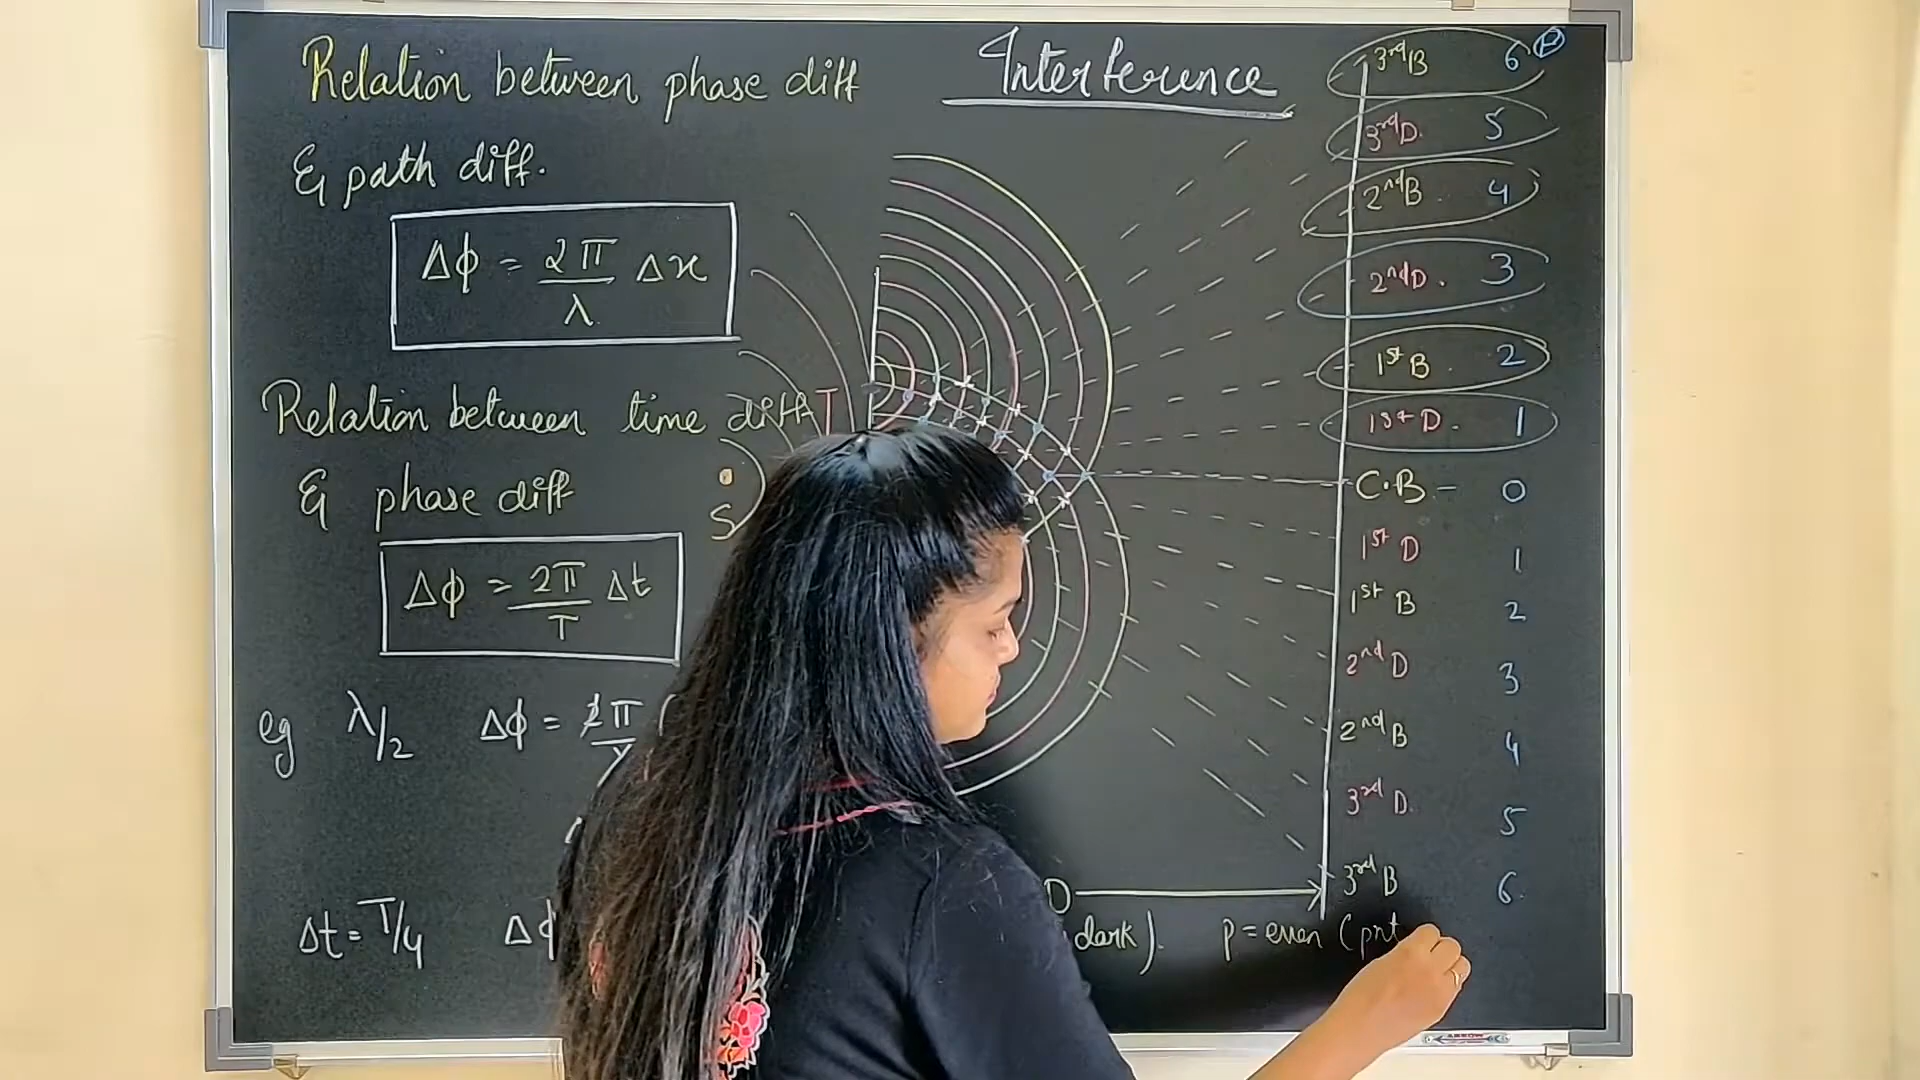 Relation between phase diff
& path diff.
Δφ = 2π/λ Δx
Relation between time diff
& phase diff
Δφ = 2π/T Δt
eg λ/2 Δφ = 2π/λ (
Δt = T/4 Δφ
Interference
T
S
D
dark). p = even (pnt
3rd B 6 P
3rd D. 5
2nd B. 4
2nd D. 3
1st B. 2
1st D. 1
C.B - 0
1st D 1
1st B 2
2nd D 3
2nd B 4
3rd D. 5
3rd B 6.